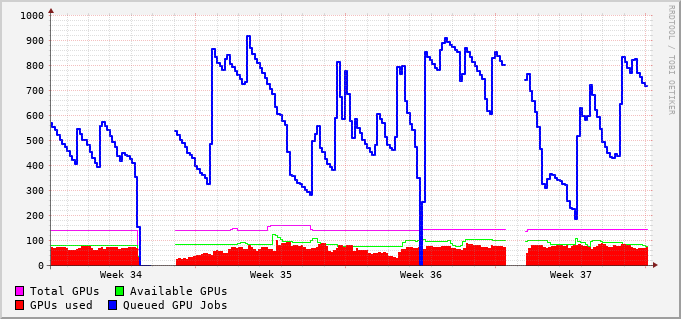 1000
900
800
700
600
500
400
300
200
100
0
Week 34 Week 35 Week 36 Week 37
Total GPUs Available GPUs
GPUs used Queued GPU Jobs
RRDTOOL / TOBI OETIKER